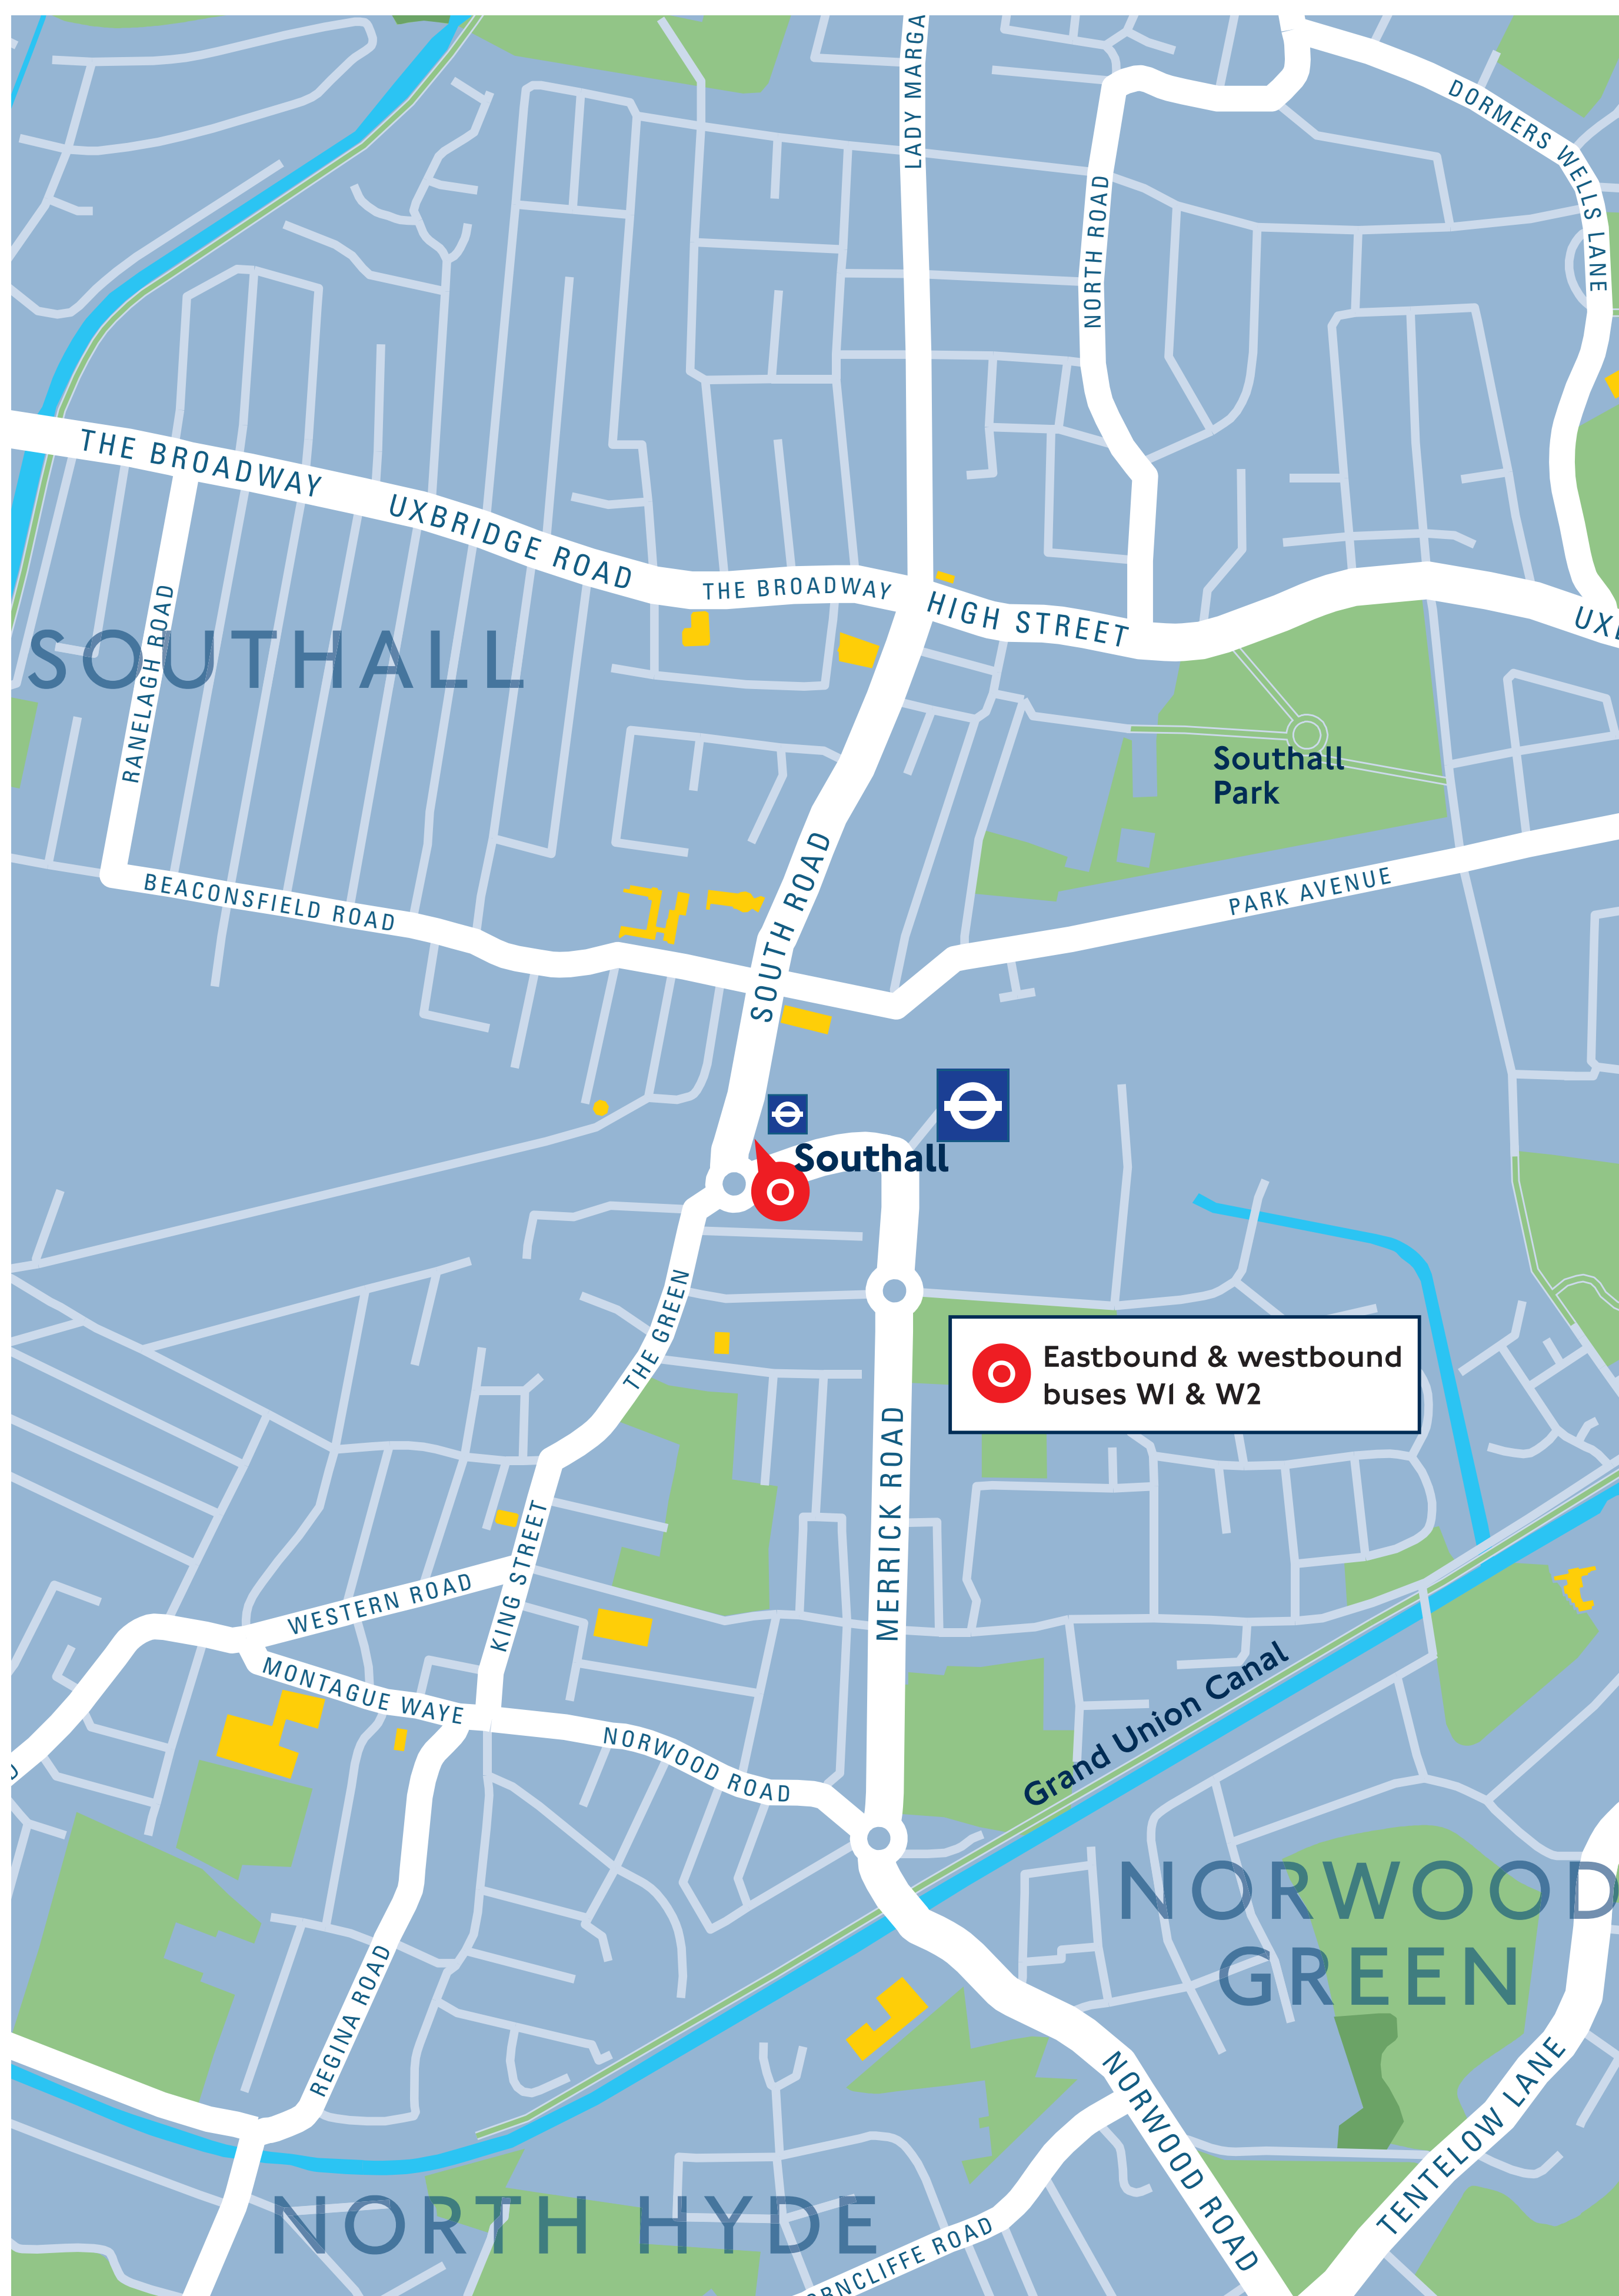 LADY MARGA
DORMERS WELLS LANE
NORTH ROAD
THE BROADWAY
UXBRIDGE ROAD
THE BROADWAY
HIGH STREET
UXB
SOUTHALL
RANELAGH ROAD
Southall
Park
BEACONSFIELD ROAD
SOUTH ROAD
PARK AVENUE
Southall
THE GREEN
Eastbound & westbound
buses W1 & W2
MERRICK ROAD
KING STREET
WESTERN ROAD
MONTAGUE WAYE
NORWOOD ROAD
Grand Union Canal
NORWOOD
GREEN
REGINA ROAD
NORWOOD ROAD
TENTELOW LANE
NORTH HYDE
ORNCLIFFE ROAD